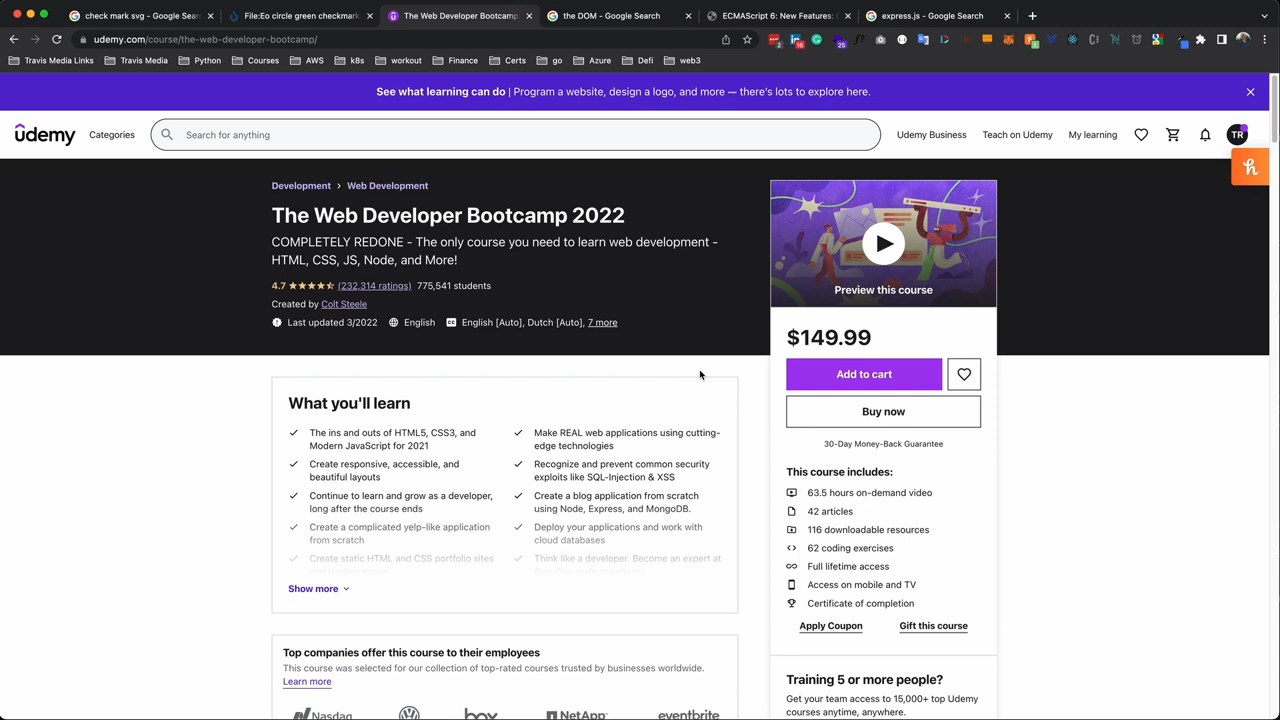 check mark svg - Google Sear
File:Eo circle green checkmark
The Web Developer Bootcamp
the DOM - Google Search
ECMAScript 6: New Features:
express.js - Google Search
udemy.com/course/the-web-developer-bootcamp/
Travis Media Links
Travis Media
Python
Courses
AWS
k8s
workout
Finance
Certs
go
Azure
Defi
web3
See what learning can do | Program a website, design a logo, and more — there's lots to explore here.
ûdemy
Categories
Search for anything
Udemy Business
Teach on Udemy
My learning
TR
Development > Web Development
The Web Developer Bootcamp 2022
COMPLETELY REDONE - The only course you need to learn web development -
HTML, CSS, JS, Node, and More!
4.7 (232,314 ratings) 775,541 students
Created by Colt Steele
Last updated 3/2022 English English [Auto], Dutch [Auto], 7 more
Preview this course
$149.99
Add to cart
Buy now
30-Day Money-Back Guarantee
This course includes:
63.5 hours on-demand video
42 articles
116 downloadable resources
62 coding exercises
Full lifetime access
Access on mobile and TV
Certificate of completion
Apply Coupon
Gift this course
Training 5 or more people?
Get your team access to 15,000+ top Udemy
courses anytime, anywhere.
What you'll learn
The ins and outs of HTML5, CSS3, and
Modern JavaScript for 2021
Create responsive, accessible, and
beautiful layouts
Continue to learn and grow as a developer,
long after the course ends
Create a complicated yelp-like application
from scratch
Create static HTML and CSS portfolio sites
Make REAL web applications using cutting-
edge technologies
Recognize and prevent common security
exploits like SQL-Injection & XSS
Create a blog application from scratch
using Node, Express, and MongoDB.
Deploy your applications and work with
cloud databases
Think like a developer. Become an expert at
Show more
Top companies offer this course to their employees
This course was selected for our collection of top-rated courses trusted by businesses worldwide.
Learn more
Nasdaq
box
NetApp
eventbrite